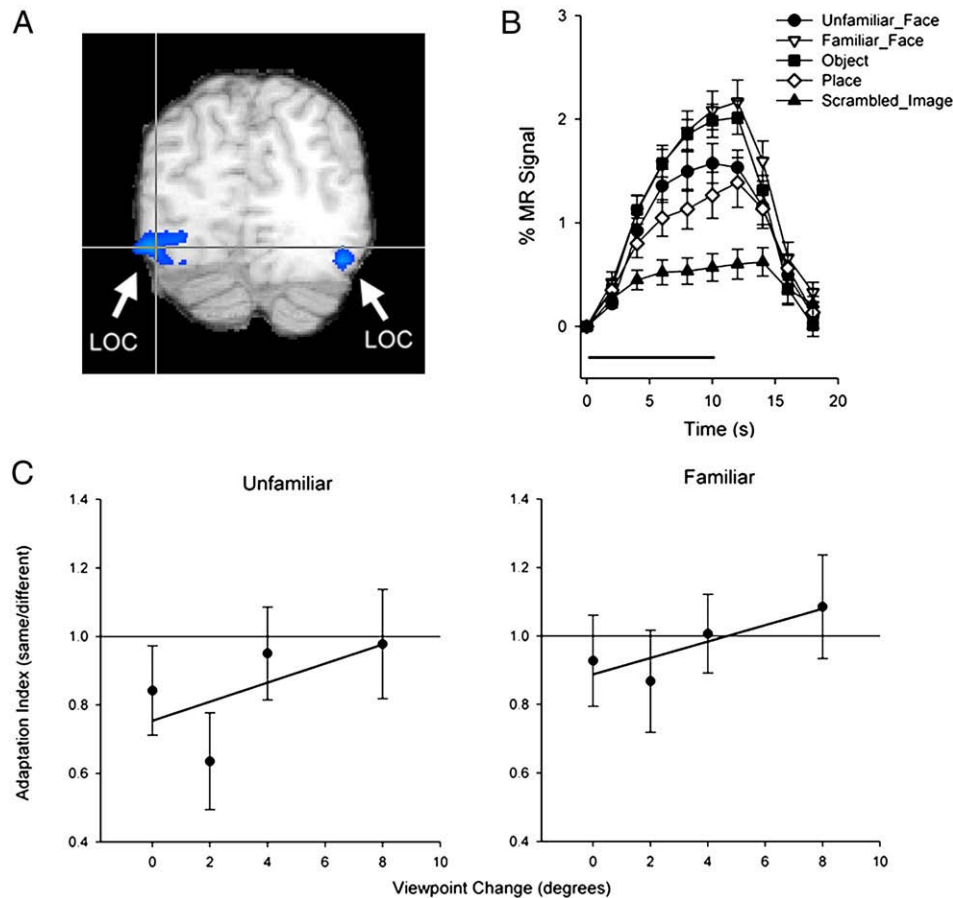 A
LOC
LOC
B
Unfamiliar_Face
Familiar_Face
Object
Place
Scrambled_Image
% MR Signal
3
2
1
0
0 5 10 15 20
Time (s)
C
Unfamiliar
Adaptation Index (same/different)
1.4
1.2
1.0
0.8
0.6
0.4
0 2 4 6 8 10
Familiar
1.4
1.2
1.0
0.8
0.6
0.4
0 2 4 6 8 10
Viewpoint Change (degrees)